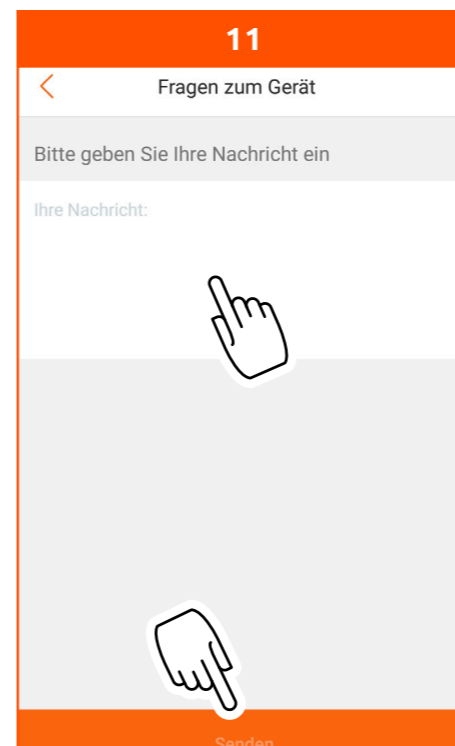 11
Fragen zum Gerät
Bitte geben Sie Ihre Nachricht ein
Ihre Nachricht:
Senden